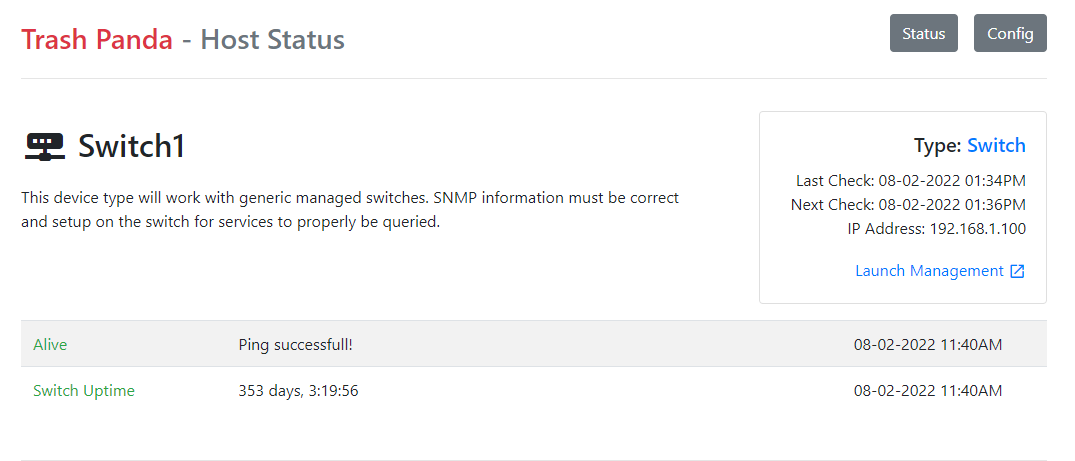 Trash Panda - Host Status
Status
Config
Switch1
This device type will work with generic managed switches. SNMP information must be correct
and setup on the switch for services to properly be queried.
Type: Switch
Last Check: 08-02-2022 01:34PM
Next Check: 08-02-2022 01:36PM
IP Address: 192.168.1.100
Launch Management
Alive Ping successfull! 08-02-2022 11:40AM
Switch Uptime 353 days, 3:19:56 08-02-2022 11:40AM